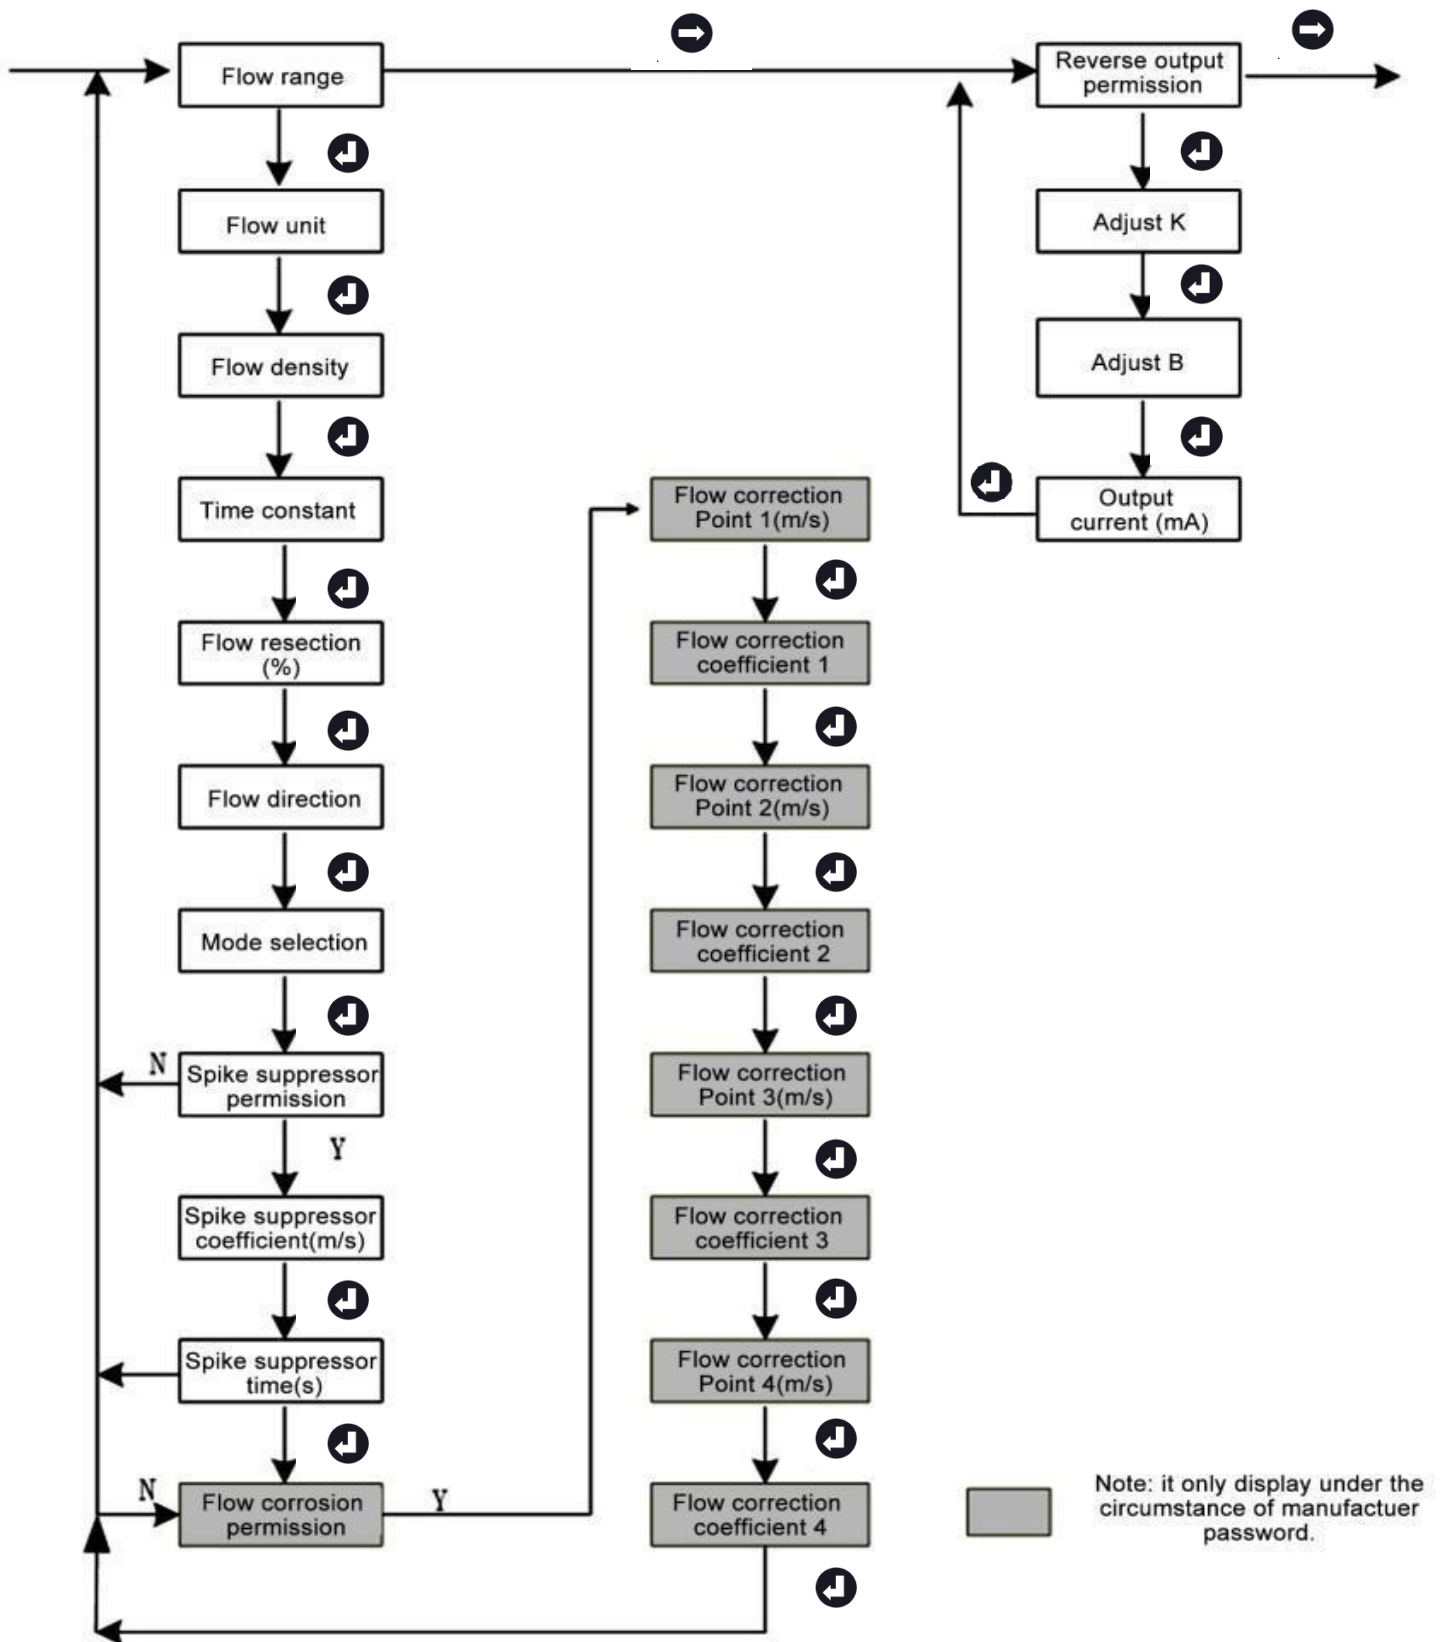 Flow range
Flow unit
Flow density
Time constant
Flow resection
(%)
Flow direction
Mode selection
N
Spike suppressor
permission
Y
Spike suppressor
coefficient(m/s)
Spike suppressor
time(s)
N
Flow corrosion
permission
Y
Flow correction
Point 1(m/s)
Flow correction
coefficient 1
Flow correction
Point 2(m/s)
Flow correction
coefficient 2
Flow correction
Point 3(m/s)
Flow correction
coefficient 3
Flow correction
Point 4(m/s)
Flow correction
coefficient 4
Reverse output
permission
Adjust K
Adjust B
Output
current (mA)
Note: it only display under the
circumstance of manufactuer
password.